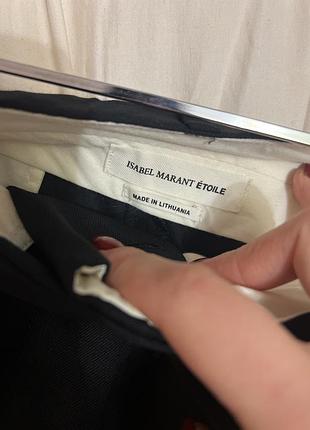 ISABEL MARANT ÉTOILE
MADE IN LITHUANIA